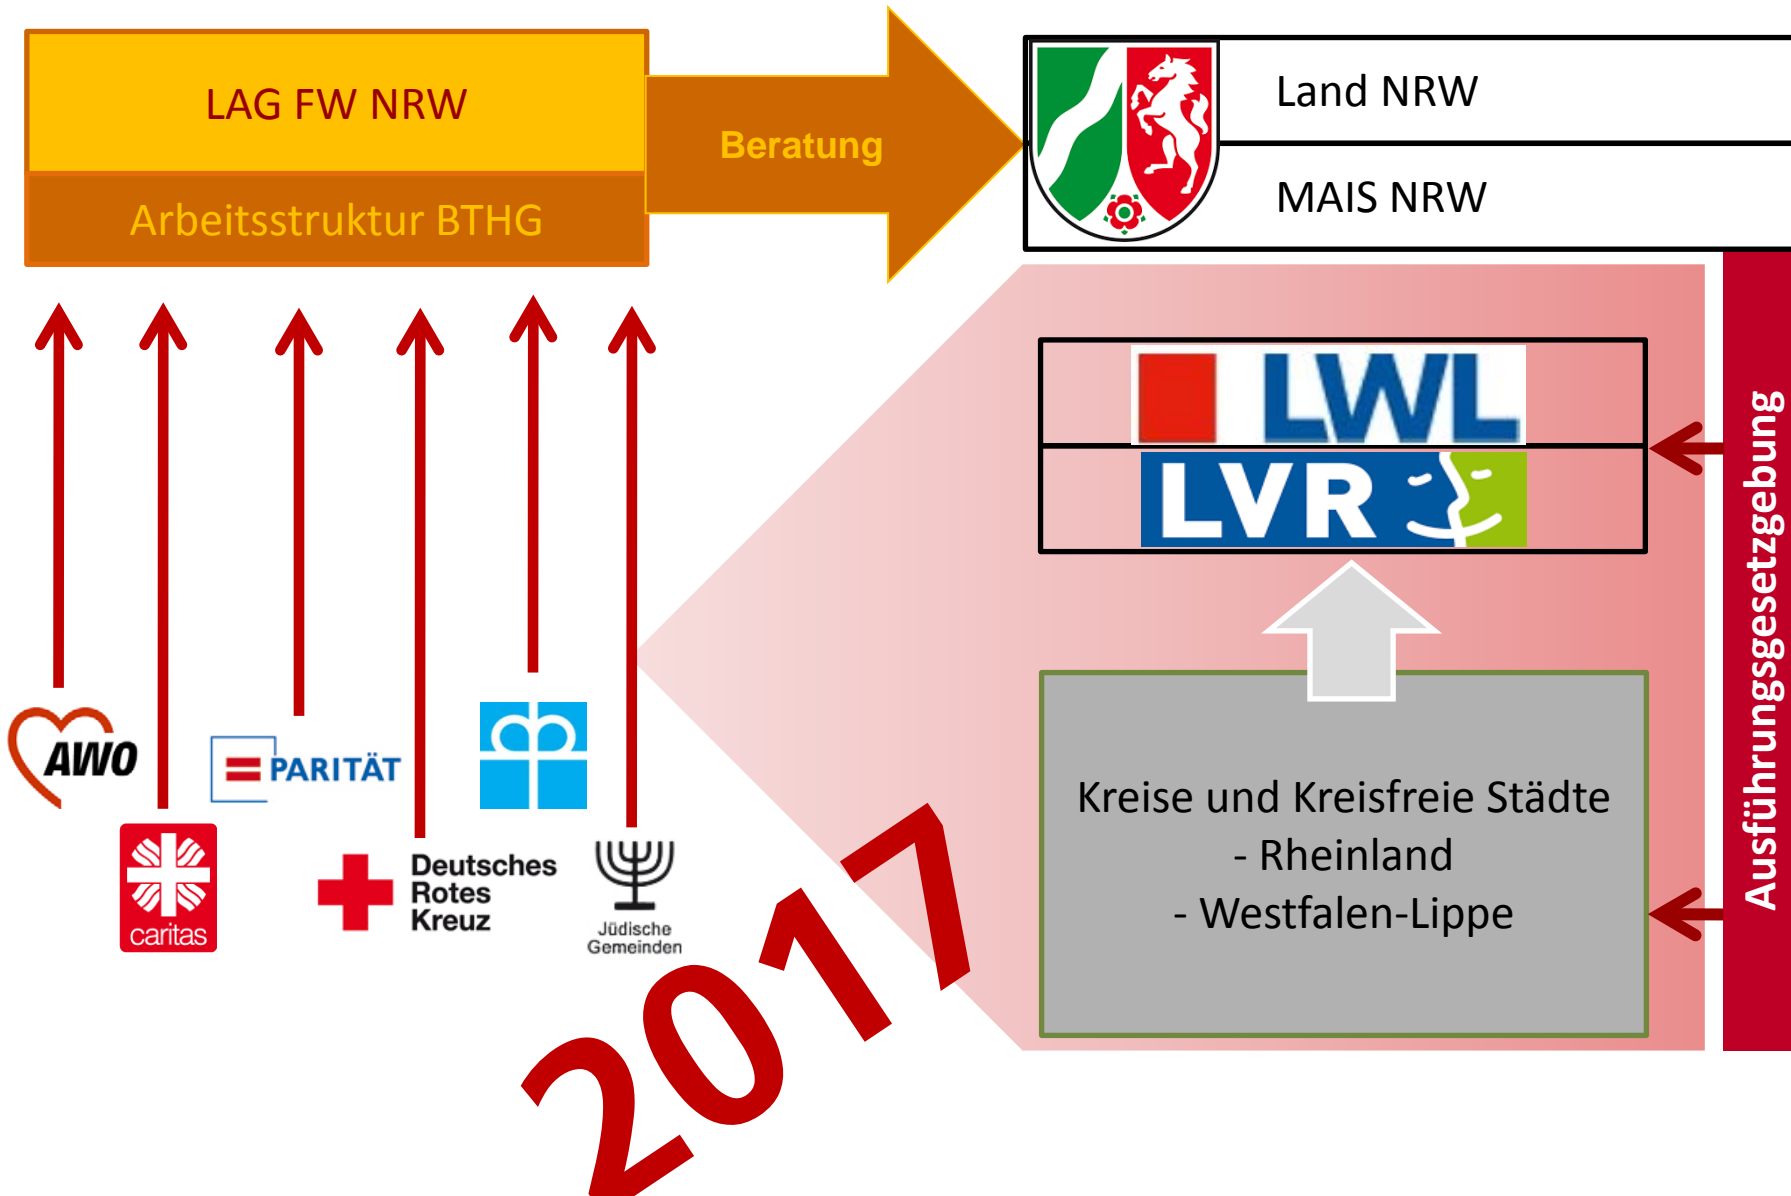 LAG FW NRW
Arbeitsstruktur BTHG
Beratung
Land NRW
MAIS NRW
LWL
LVR
Ausführungsgesetzgebung
Kreise und Kreisfreie Städte
- Rheinland
- Westfalen-Lippe
AWO
PARITÄT
caritas
Deutsches
Rotes
Kreuz
Jüdische
Gemeinden
2017